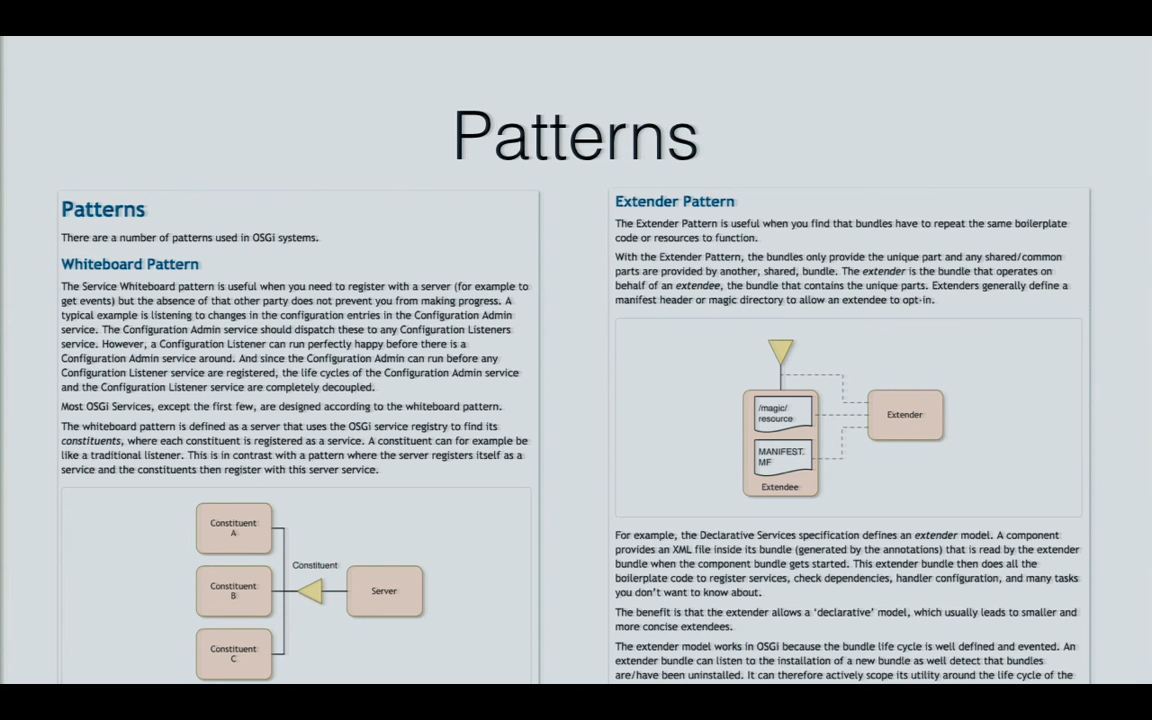 Patterns
Patterns
There are a number of patterns used in OSGi systems.
Whiteboard Pattern
The Service Whiteboard pattern is useful when you need to register with a server (for example to
get events) but the absence of that other party does not prevent you from making progress. A
typical example is listening to changes in the configuration entries in the Configuration Admin
service. The Configuration Admin service should dispatch these to any Configuration Listeners
service. However, a Configuration Listener can run perfectly happy before there is a
Configuration Admin service around. And since the Configuration Admin can run before any
Configuration Listener service are registered, the life cycles of the Configuration Admin service
and the Configuration Listener service are completely decoupled.
Most OSGi Services, except the first few, are designed according to the whiteboard pattern.
The whiteboard pattern is defined as a server that uses the OSGi service registry to find its
constituents, where each constituent is registered as a service. A constituent can for example be
like a traditional listener. This is in contrast with a pattern where the server registers itself as a
service and the constituents then register with this server service.
Constituent
A
Constituent
B
Constituent
C
Constituent
Server
Extender Pattern
The Extender Pattern is useful when you find that bundles have to repeat the same boilerplate
code or resources to function.
With the Extender Pattern, the bundles only provide the unique part and any shared/common
parts are provided by another, shared, bundle. The extender is the bundle that operates on
behalf of an extendee, the bundle that contains the unique parts. Extenders generally define a
manifest header or magic directory to allow an extendee to opt-in.
/magic/
resource
MANIFEST.
MF
Extendee
Extender
For example, the Declarative Services specification defines an extender model. A component
provides an XML file inside its bundle (generated by the annotations) that is read by the extender
bundle when the component bundle gets started. This extender bundle then does all the
boilerplate code to register services, check dependencies, handler configuration, and many tasks
you don't want to know about.
The benefit is that the extender allows a ‘declarative’ model, which usually leads to smaller and
more concise extendees.
The extender model works in OSGi because the bundle life cycle is well defined and evented. An
extender bundle can listen to the installation of a new bundle as well detect that bundles
are/have been uninstalled. It can therefore actively scope its utility around the life cycle of the